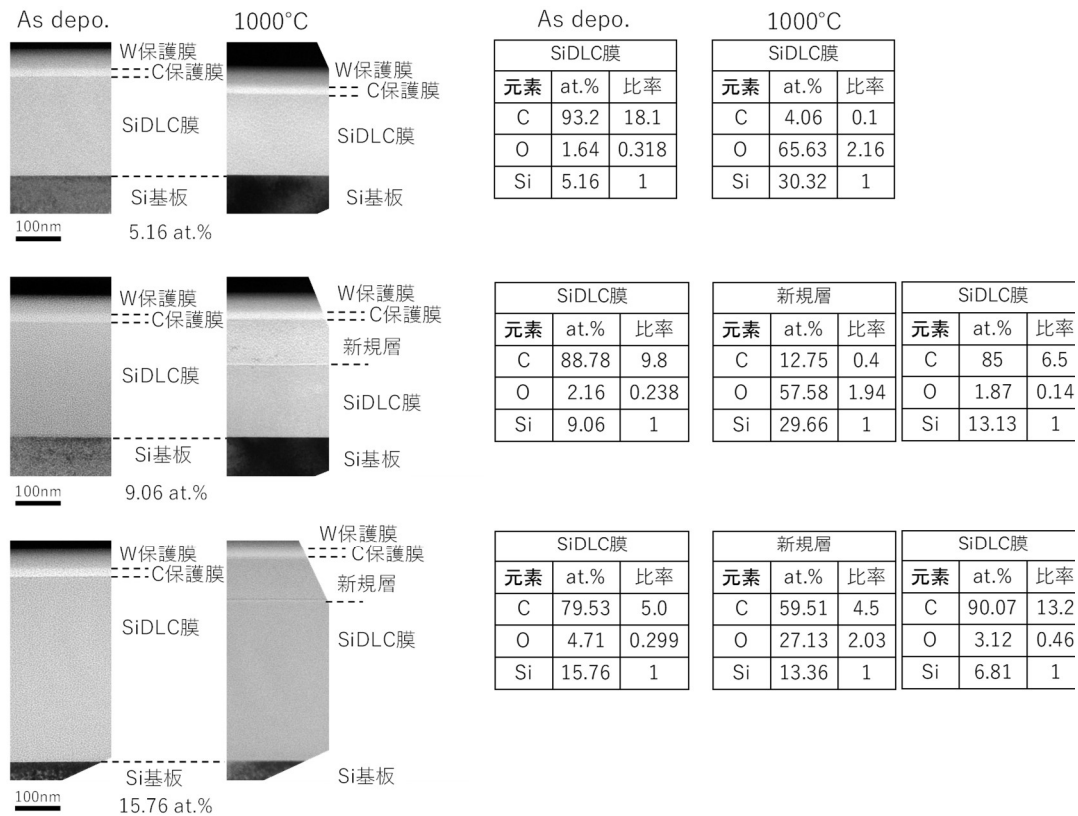 As depo. 1000°C As depo. 1000°C
W保護膜
C保護膜
SiDLC膜
Si基板
100nm
5.16 at.%
W保護膜
C保護膜
SiDLC膜
Si基板
SiDLC膜
元素 at.% 比率
C 93.2 18.1
O 1.64 0.318
Si 5.16 1
SiDLC膜
元素 at.% 比率
C 4.06 0.1
O 65.63 2.16
Si 30.32 1
W保護膜
C保護膜
SiDLC膜
Si基板
100nm
9.06 at.%
W保護膜
C保護膜
新規層
SiDLC膜
Si基板
SiDLC膜
元素 at.% 比率
C 88.78 9.8
O 2.16 0.238
Si 9.06 1
新規層
元素 at.% 比率
C 12.75 0.4
O 57.58 1.94
Si 29.66 1
SiDLC膜
元素 at.% 比率
C 85 6.5
O 1.87 0.14
Si 13.13 1
W保護膜
C保護膜
SiDLC膜
Si基板
100nm
15.76 at.%
W保護膜
C保護膜
新規層
SiDLC膜
Si基板
SiDLC膜
元素 at.% 比率
C 79.53 5.0
O 4.71 0.299
Si 15.76 1
新規層
元素 at.% 比率
C 59.51 4.5
O 27.13 2.03
Si 13.36 1
SiDLC膜
元素 at.% 比率
C 90.07 13.2
O 3.12 0.46
Si 6.81 1